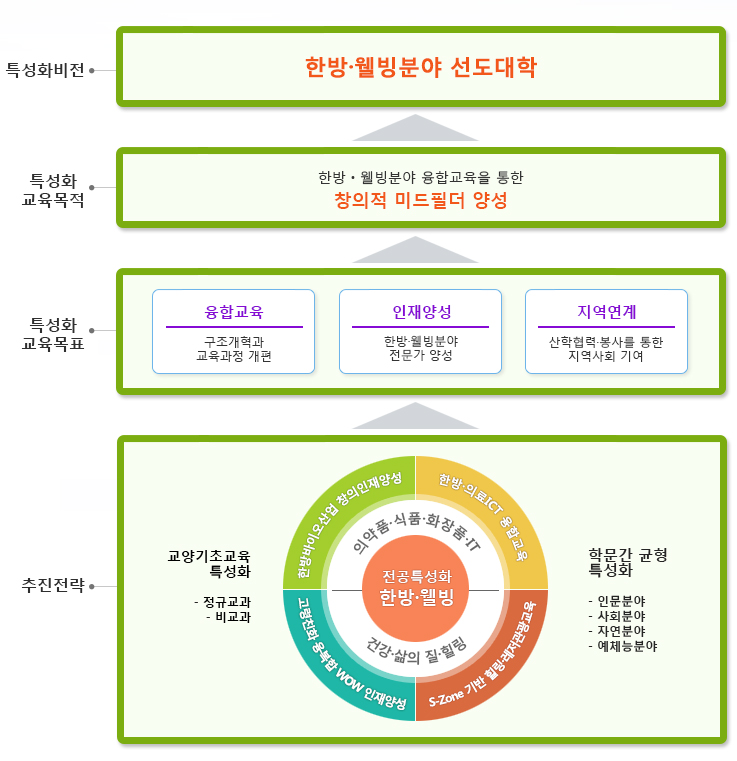 특성화비전
한방·웰빙분야 선도대학
특성화
교육목적
한방·웰빙분야 융합교육을 통한
창의적 미드필더 양성
특성화
교육목표
융합교육
구조개혁과
교육과정 개편
인재양성
한방·웰빙분야
전문가 양성
지역연계
산학협력·봉사를 통한
지역사회 기여
추진전략
교양기초교육
특성화
- 정규교과
- 비교과
한방바이오산업 창의인재양성
한방·의료ICT 융합교육
의약품·식품·화장품·IT
전공특성화
한방·웰빙
건강·삶의 질·힐링
고령친화 융복합 WOW 인재양성
S-Zone 기반 힐링·레저관광교육
학문간 균형
특성화
- 인문분야
- 사회분야
- 자연분야
- 예체능분야